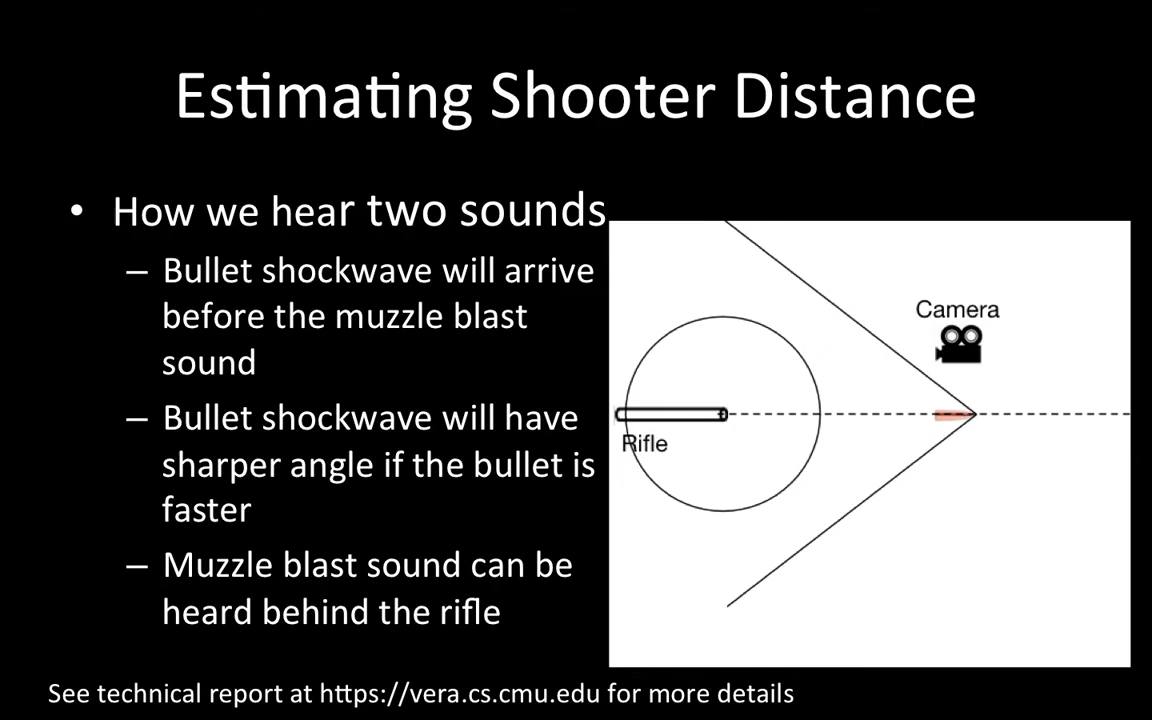 Estimating Shooter Distance
• How we hear two sounds
– Bullet shockwave will arrive
before the muzzle blast
sound
– Bullet shockwave will have
sharper angle if the bullet is
faster
– Muzzle blast sound can be
heard behind the rifle
Camera
Rifle
See technical report at https://vera.cs.cmu.edu for more details